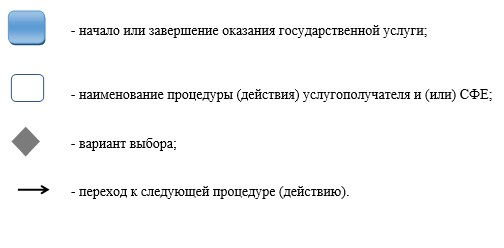 - начало или завершение оказания государственной услуги;
- наименование процедуры (действия) услугополучателя и (или) СФЕ;
- вариант выбора;
- переход к следующей процедуре (действию).